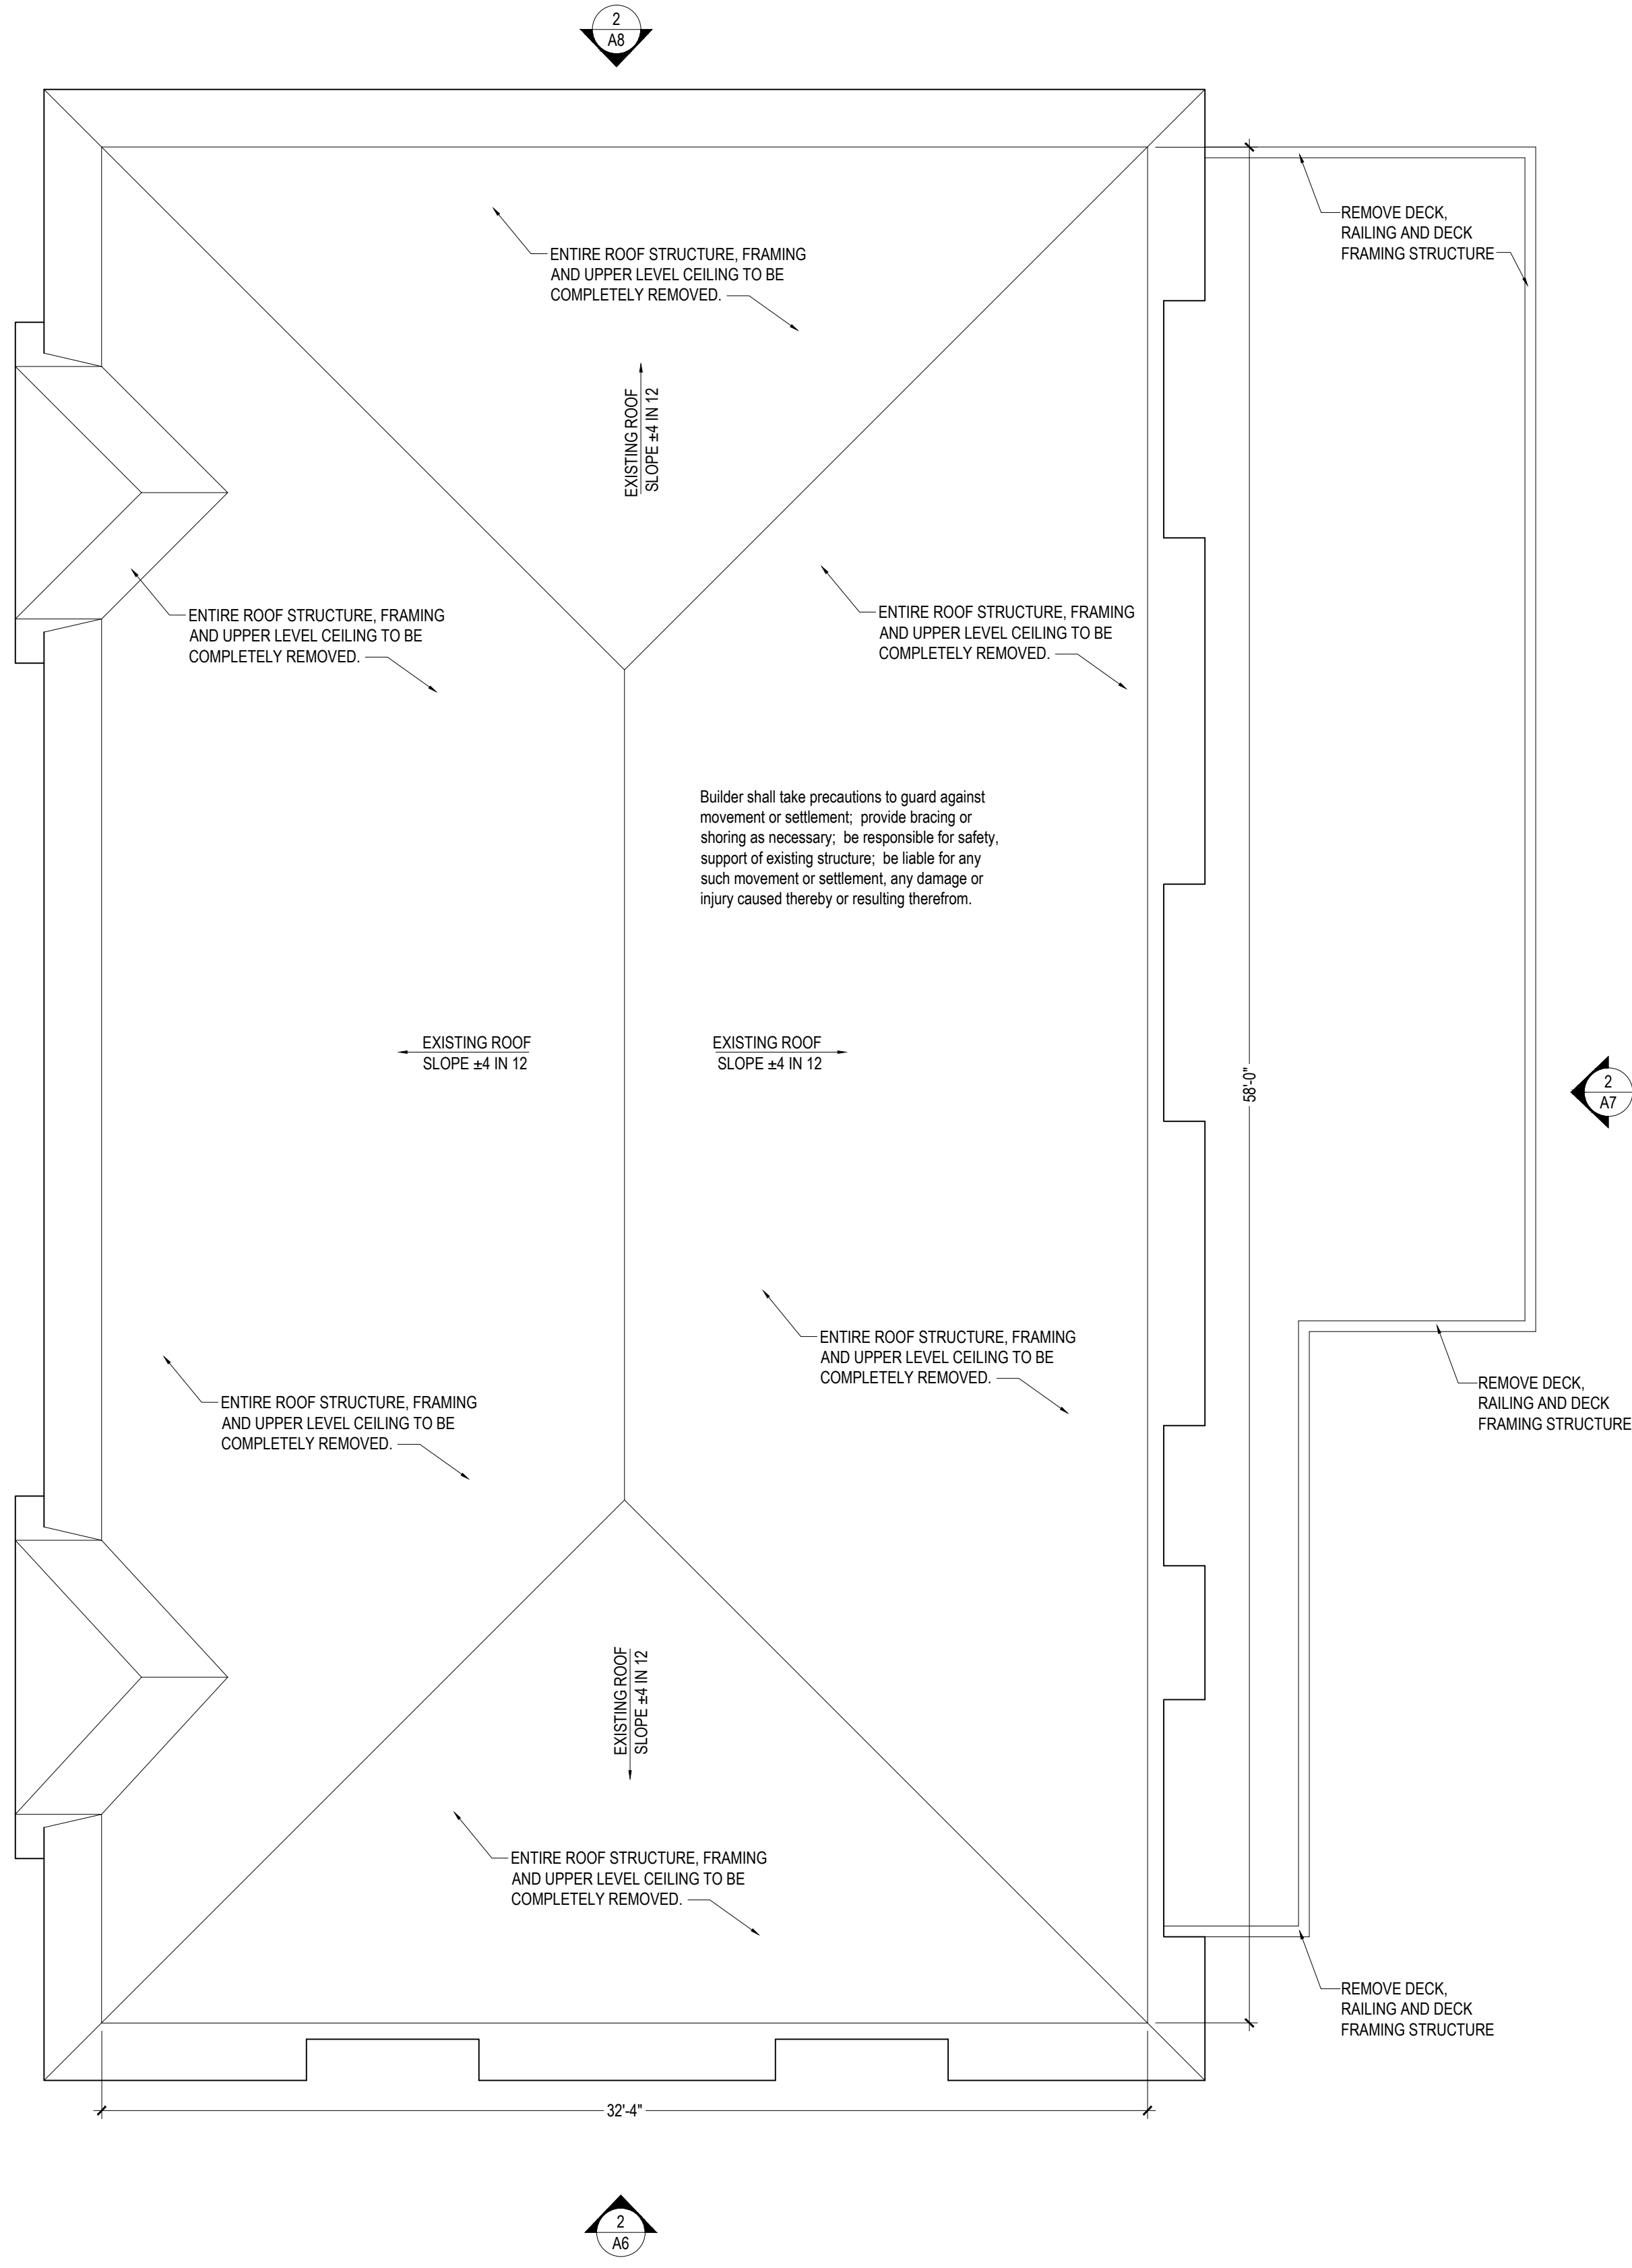 2
A8
REMOVE DECK,
RAILING AND DECK
FRAMING STRUCTURE
ENTIRE ROOF STRUCTURE, FRAMING
AND UPPER LEVEL CEILING TO BE
COMPLETELY REMOVED.
EXISTING ROOF
SLOPE ±4 IN 12
ENTIRE ROOF STRUCTURE, FRAMING
AND UPPER LEVEL CEILING TO BE
COMPLETELY REMOVED.
ENTIRE ROOF STRUCTURE, FRAMING
AND UPPER LEVEL CEILING TO BE
COMPLETELY REMOVED.
Builder shall take precautions to guard against
movement or settlement; provide bracing or
shoring as necessary; be responsible for safety,
support of existing structure; be liable for any
such movement or settlement, any damage or
injury caused thereby or resulting therefrom.
EXISTING ROOF
SLOPE ±4 IN 12
EXISTING ROOF
SLOPE ±4 IN 12
58'-0"
2
A7
ENTIRE ROOF STRUCTURE, FRAMING
AND UPPER LEVEL CEILING TO BE
COMPLETELY REMOVED.
REMOVE DECK,
RAILING AND DECK
FRAMING STRUCTURE
ENTIRE ROOF STRUCTURE, FRAMING
AND UPPER LEVEL CEILING TO BE
COMPLETELY REMOVED.
EXISTING ROOF
SLOPE ±4 IN 12
ENTIRE ROOF STRUCTURE, FRAMING
AND UPPER LEVEL CEILING TO BE
COMPLETELY REMOVED.
REMOVE DECK,
RAILING AND DECK
FRAMING STRUCTURE
32'-4"
2
A6